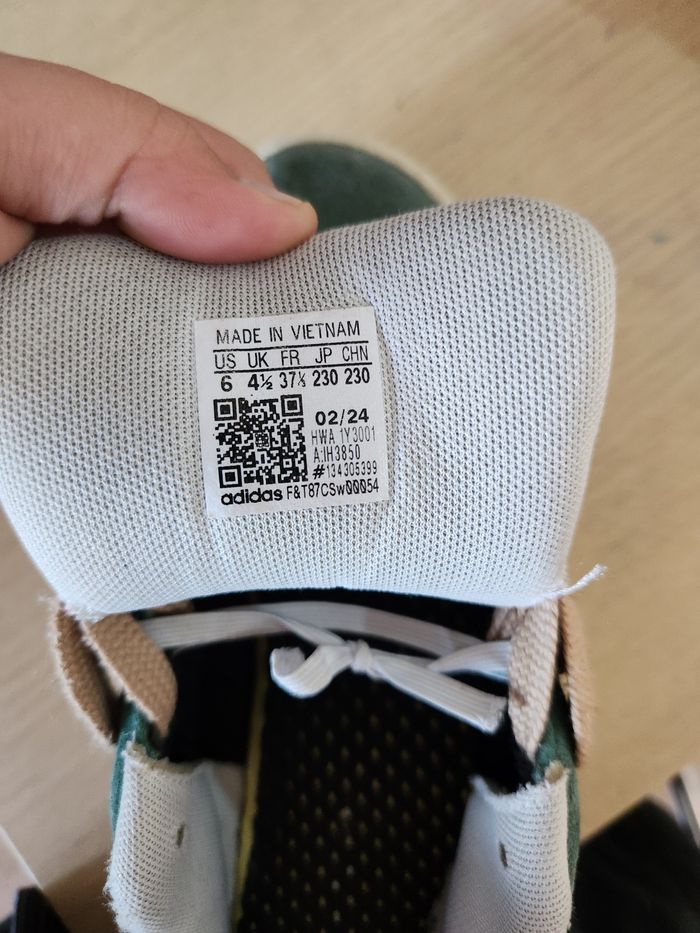 MADE IN VIETNAM
US UK FR JP CHN
6 4½ 37⅓ 230 230
02/24
HWA 1Y3001
A:IH3850
#134305399
adidas F&T87CSw00054